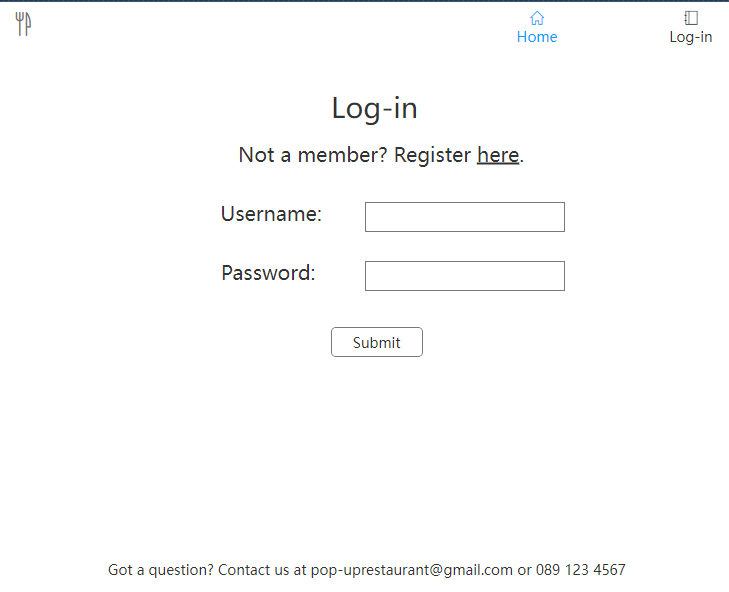 Home
Log-in
Log-in
Not a member? Register here.
Username:
Password:
Submit
Got a question? Contact us at pop-uprestaurant@gmail.com or 089 123 4567